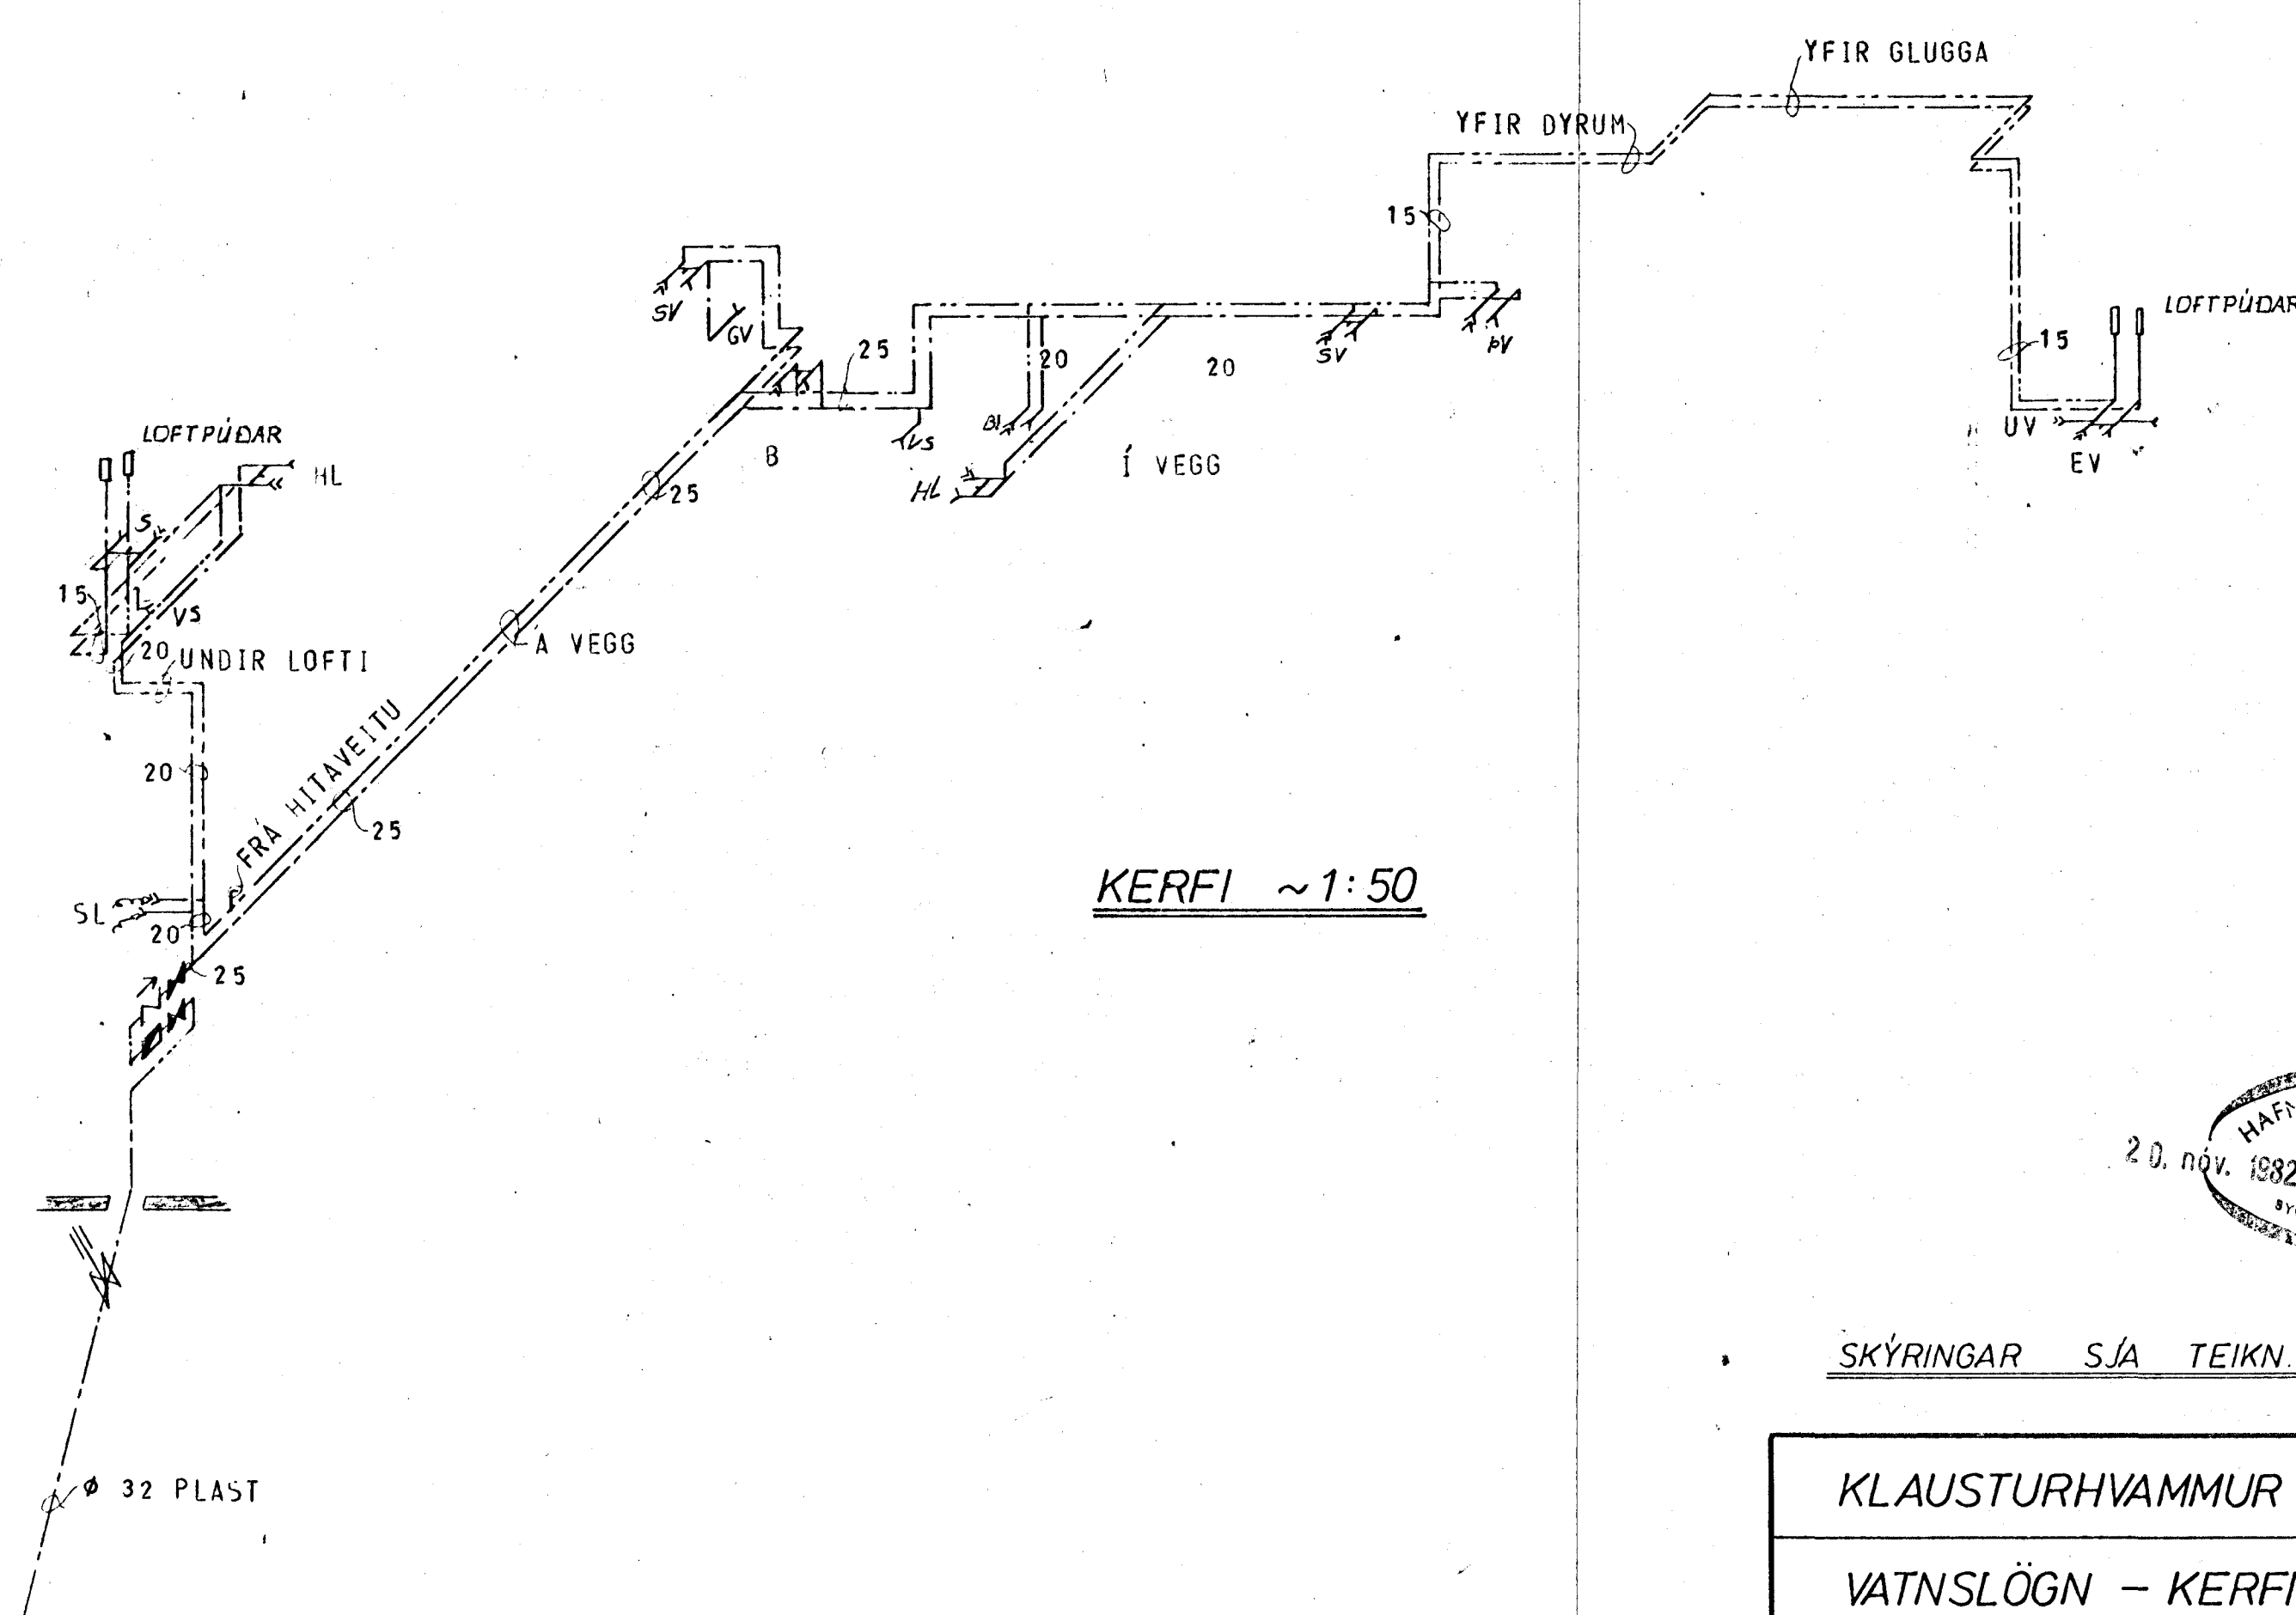 YFIR GLUGGA
YFIR DYRUM
15
SV
GV
25
20
20
SV
ÞV
LOFTPÚÐAR
15
VS
BI
UV
EV
LOFTPÚÐAR
HL
B
25
HL
Í VEGG
S
15
VS
20
UNDIR LOFTI
Á VEGG
20
FRÁ HITAVEITU
25
SL
20
25
KERFI ~1:50
20. nóv. 1982
HAFN
BY
SKÝRINGAR SJÁ TEIKN.
Ø 32 PLAST
KLAUSTURHVAMMUR
VATNSLÖGN - KERFI